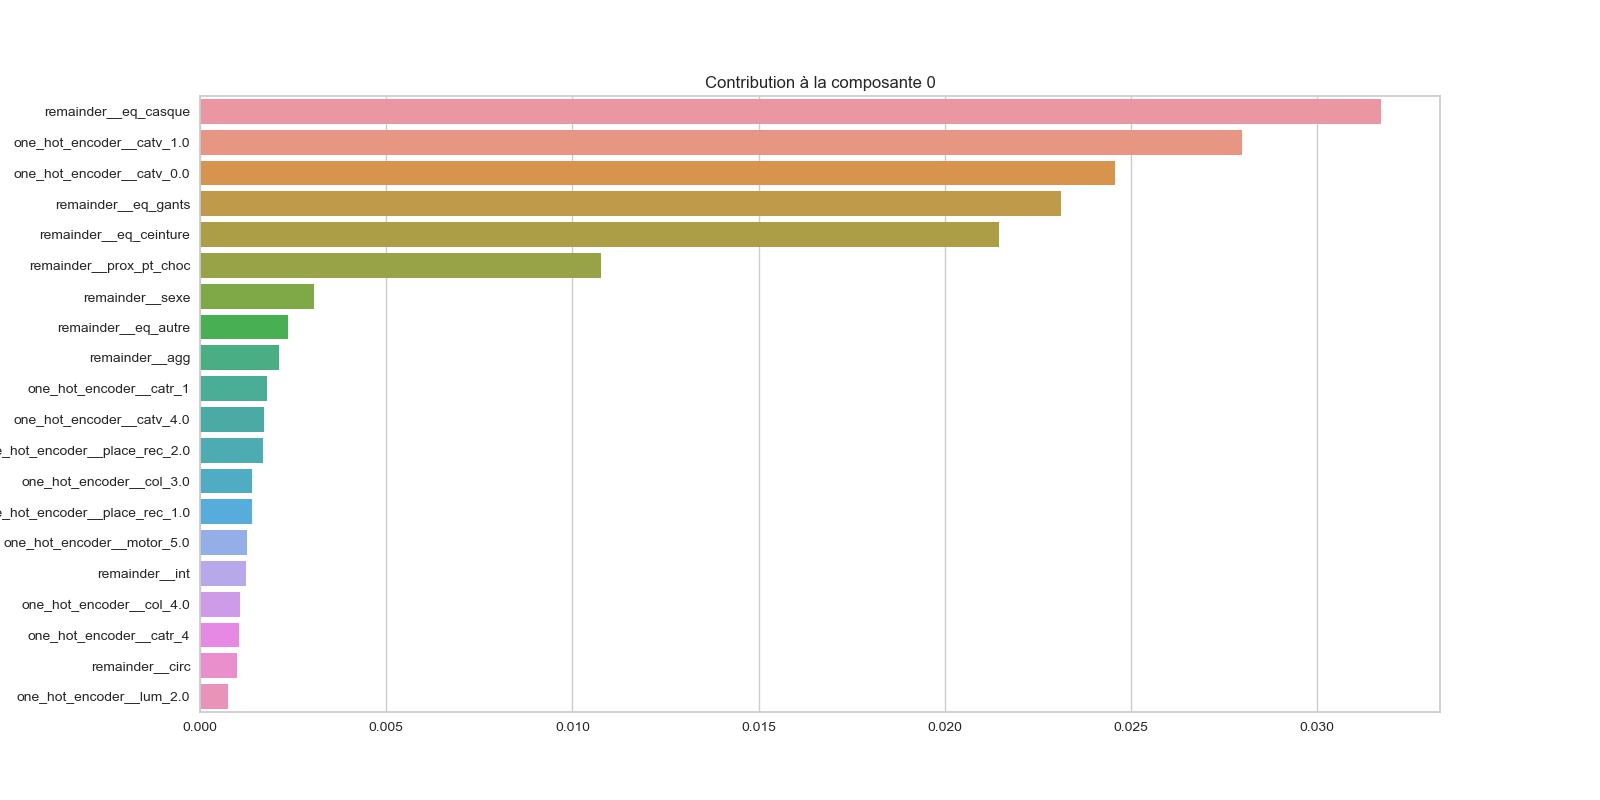 Contribution à la composante 0
remainder__eq_casque
one_hot_encoder__catv_1.0
one_hot_encoder__catv_0.0
remainder__eq_gants
remainder__eq_ceinture
remainder__prox_pt_choc
remainder__sexe
remainder__eq_autre
remainder__agg
one_hot_encoder__catr_1
one_hot_encoder__catv_4.0
e_hot_encoder__place_rec_2.0
one_hot_encoder__col_3.0
e_hot_encoder__place_rec_1.0
one_hot_encoder__motor_5.0
remainder__int
one_hot_encoder__col_4.0
one_hot_encoder__catr_4
remainder__circ
one_hot_encoder__lum_2.0
0.000 0.005 0.010 0.015 0.020 0.025 0.030